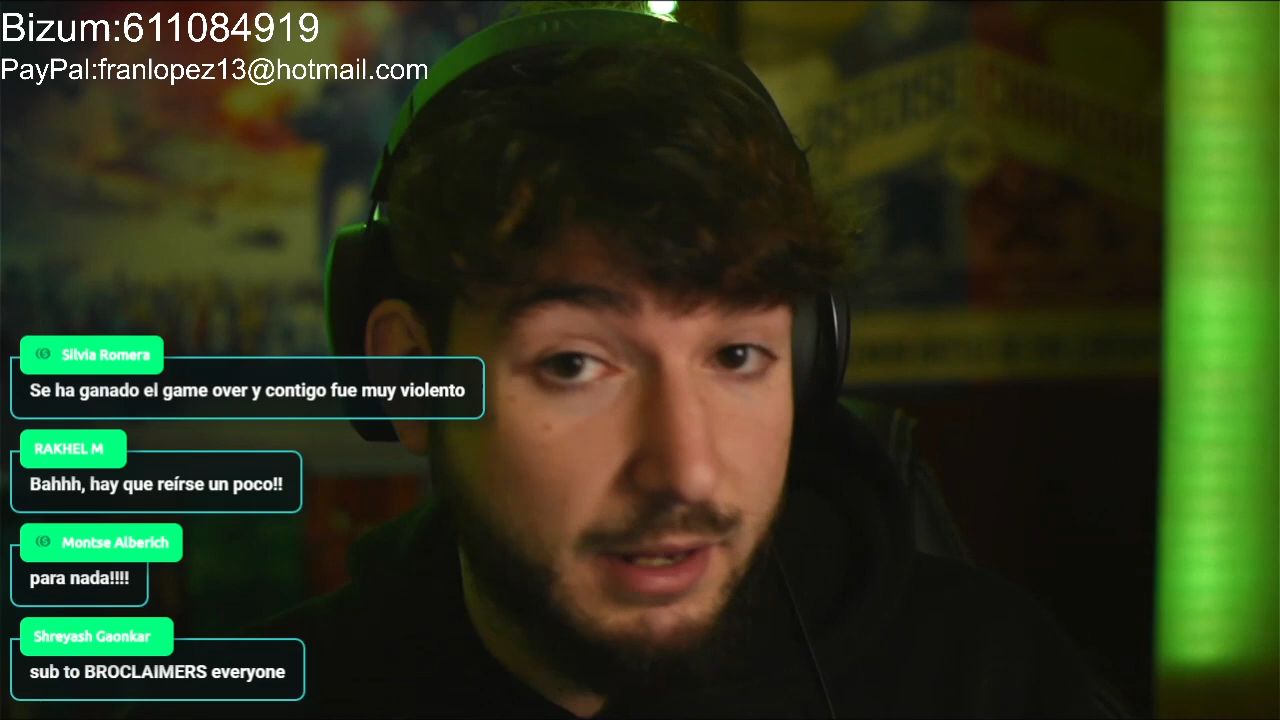 Bizum:611084919
PayPal:franlopez13@hotmail.com
Silvia Romera
Se ha ganado el game over y contigo fue muy violento
RAKHEL M
Bahhh, hay que reírse un poco!!
Montse Alberich
para nada!!!!
Shreyash Gaonkar
sub to BROCLAIMERS everyone